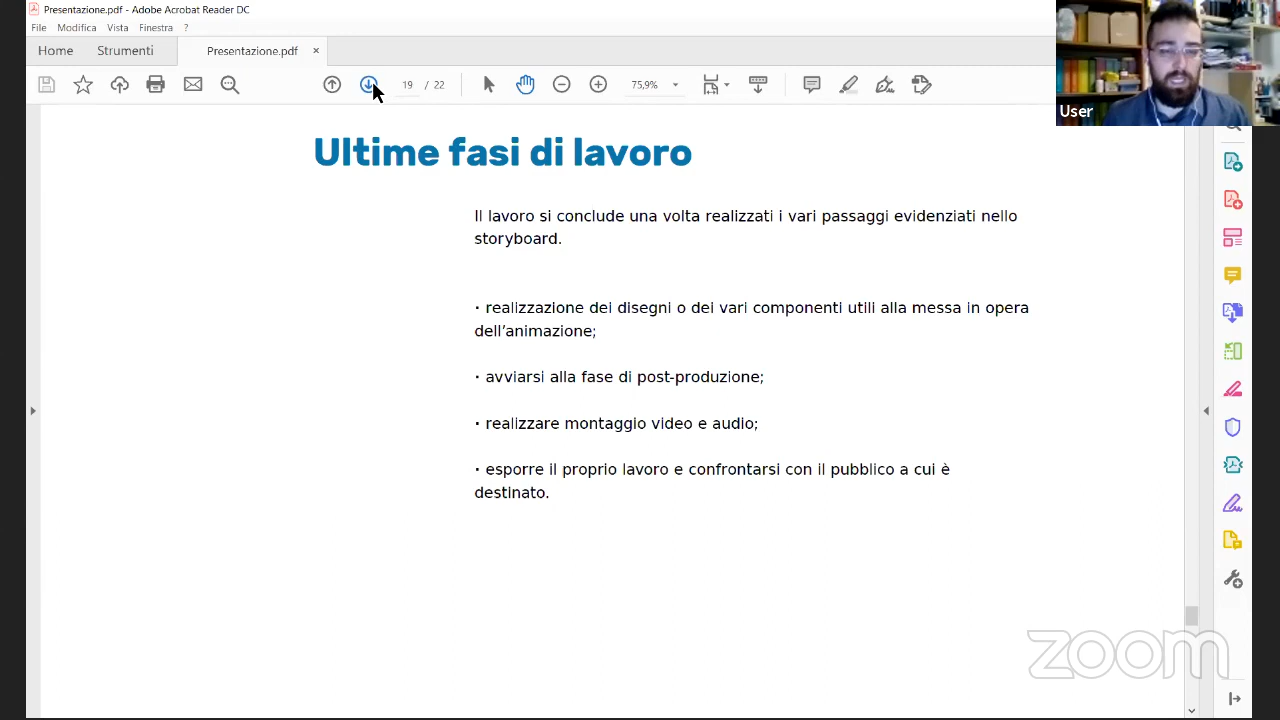 Presentazione.pdf - Adobe Acrobat Reader DC
File Modifica Vista Finestra ?
Home Strumenti Presentazione.pdf ×
19 / 22 75,9%
User
Ultime fasi di lavoro
Il lavoro si conclude una volta realizzati i vari passaggi evidenziati nello
storyboard.
· realizzazione dei disegni o dei vari componenti utili alla messa in opera
dell’animazione;
· avviarsi alla fase di post-produzione;
· realizzare montaggio video e audio;
· esporre il proprio lavoro e confrontarsi con il pubblico a cui è
destinato.
zoom